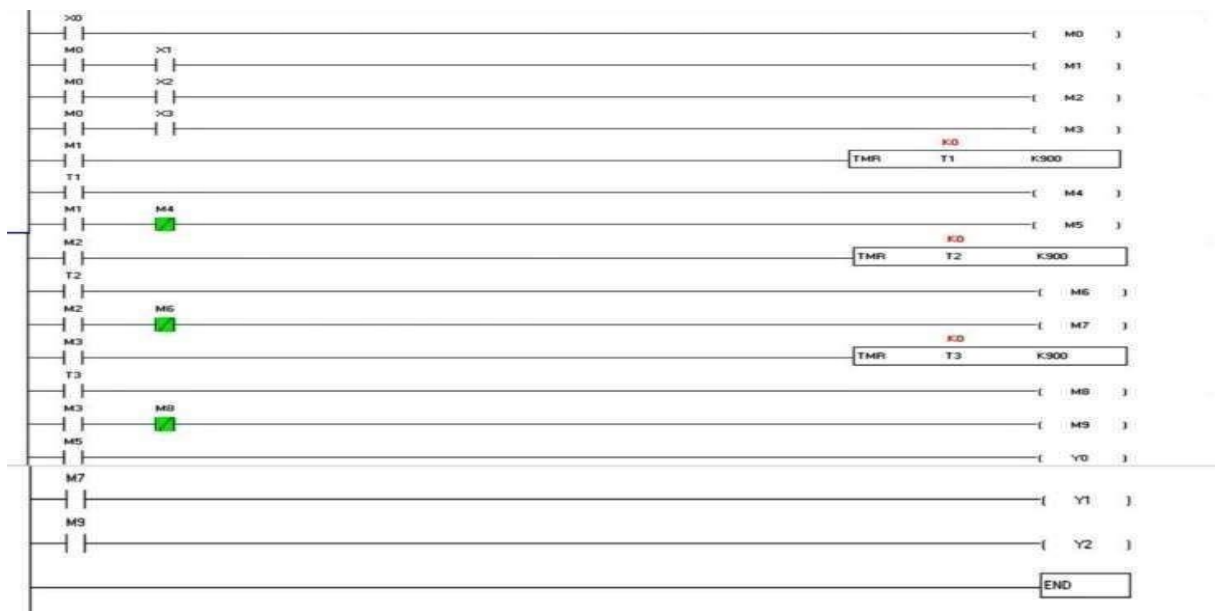 X0
( M0 )
M0 X1
( M1 )
M0 X2
( M2 )
M0 X3
( M3 )
M1 K0
TMR T1 K900
T1
( M4 )
M1 M4
( M5 )
M2 K0
TMR T2 K900
T2
( M6 )
M2 M6
( M7 )
M3 K0
TMR T3 K900
T3
( M8 )
M3 M8
( M9 )
M5
( Y0 )
M7
( Y1 )
M9
( Y2 )
END